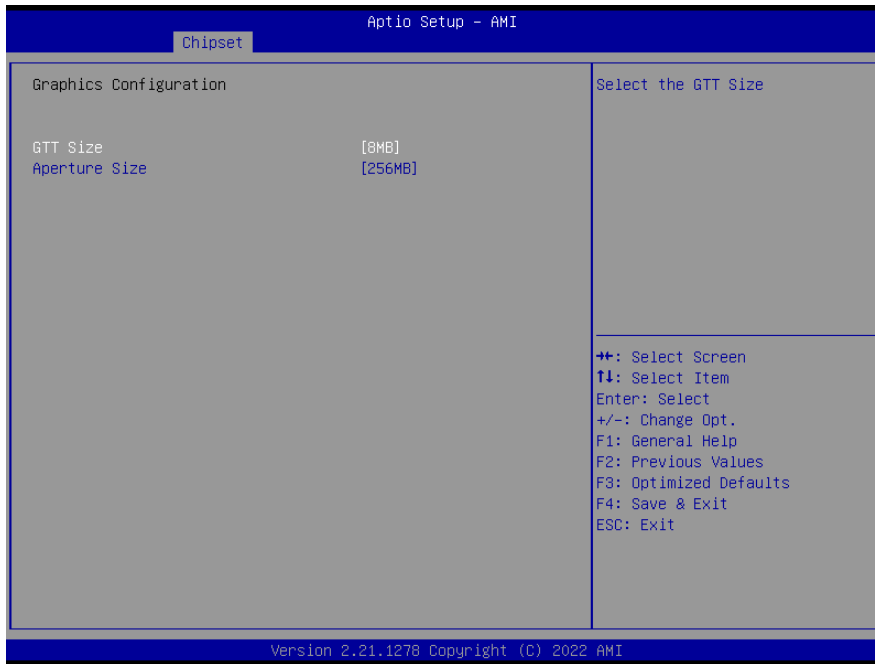 Aptio Setup – AMI
Chipset
Graphics Configuration
GTT Size [8MB]
Aperture Size [256MB]
Select the GTT Size
→←: Select Screen
↑↓: Select Item
Enter: Select
+/-: Change Opt.
F1: General Help
F2: Previous Values
F3: Optimized Defaults
F4: Save & Exit
ESC: Exit
Version 2.21.1278 Copyright (C) 2022 AMI